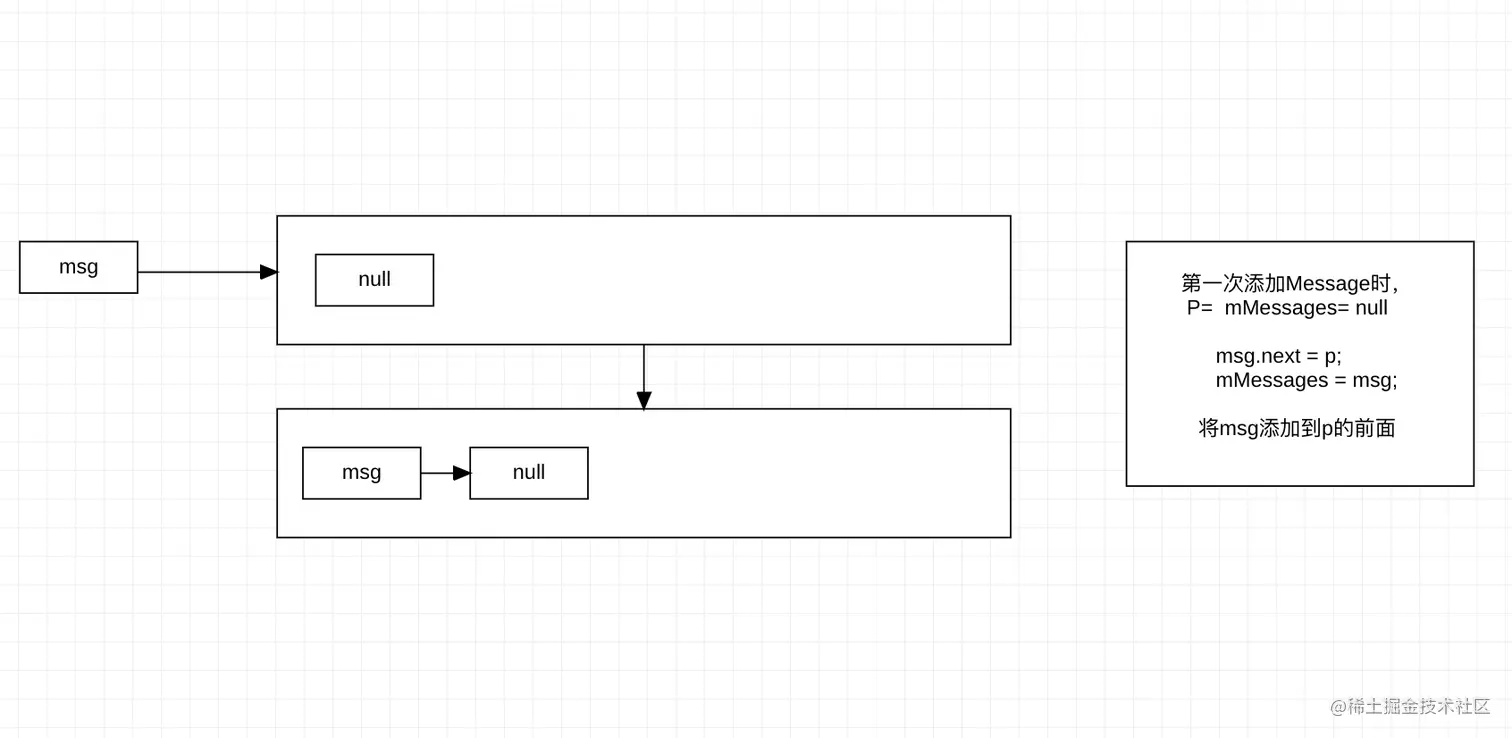 msg
null
msg
null
第一次添加Message时，
P= mMessages= null
msg.next = p;
mMessages = msg;
将msg添加到p的前面
@稀土掘金技术社区